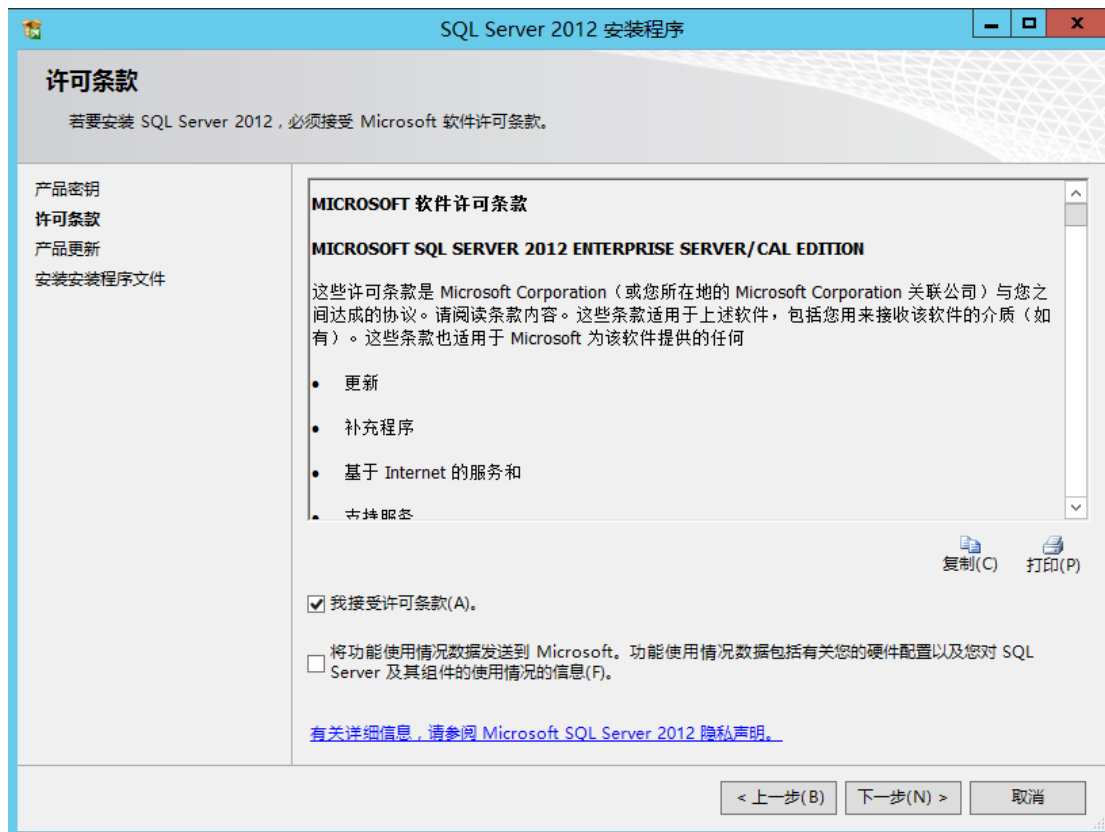 SQL Server 2012 安装程序
许可条款
若要安装 SQL Server 2012，必须接受 Microsoft 软件许可条款。
产品密钥
许可条款
产品更新
安装安装程序文件
MICROSOFT 软件许可条款
MICROSOFT SQL SERVER 2012 ENTERPRISE SERVER/CAL EDITION
这些许可条款是 Microsoft Corporation（或您所在地的 Microsoft Corporation 关联公司）与您之
间达成的协议。请阅读条款内容。这些条款适用于上述软件，包括您用来接收该软件的介质（如
有）。这些条款也适用于 Microsoft 为该软件提供的任何
• 更新
• 补充程序
• 基于 Internet 的服务和
• 支持服务
复制(C) 打印(P)
我接受许可条款(A)。
将功能使用情况数据发送到 Microsoft。功能使用情况数据包括有关您的硬件配置以及您对 SQL
Server 及其组件的使用情况的信息(F)。
有关详细信息，请参阅 Microsoft SQL Server 2012 隐私声明。
< 上一步(B) 下一步(N) > 取消